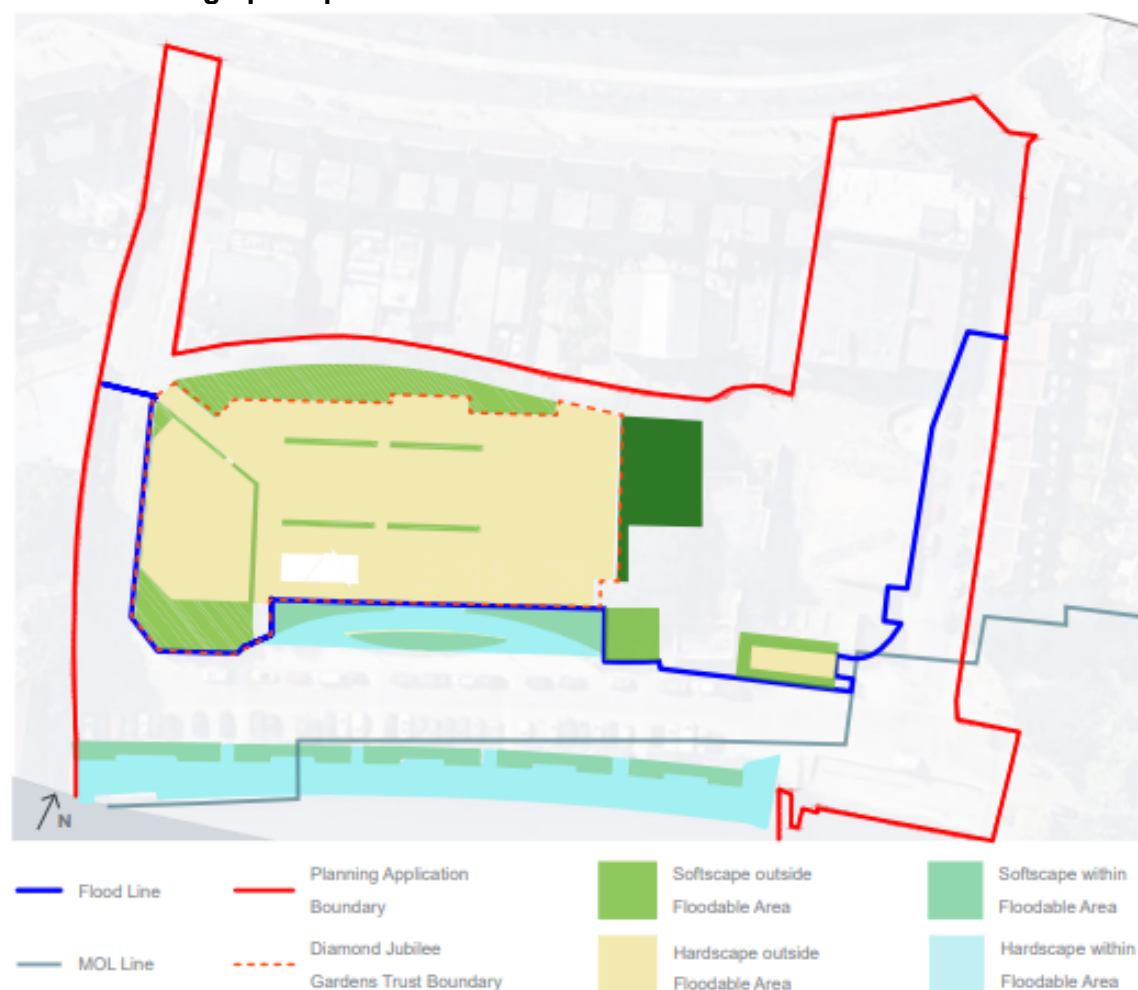 N
Flood Line
Planning Application
Boundary
Softscape outside
Floodable Area
Softscape within
Floodable Area
MOL Line
Diamond Jubilee
Gardens Trust Boundary
Hardscape outside
Floodable Area
Hardscape within
Floodable Area